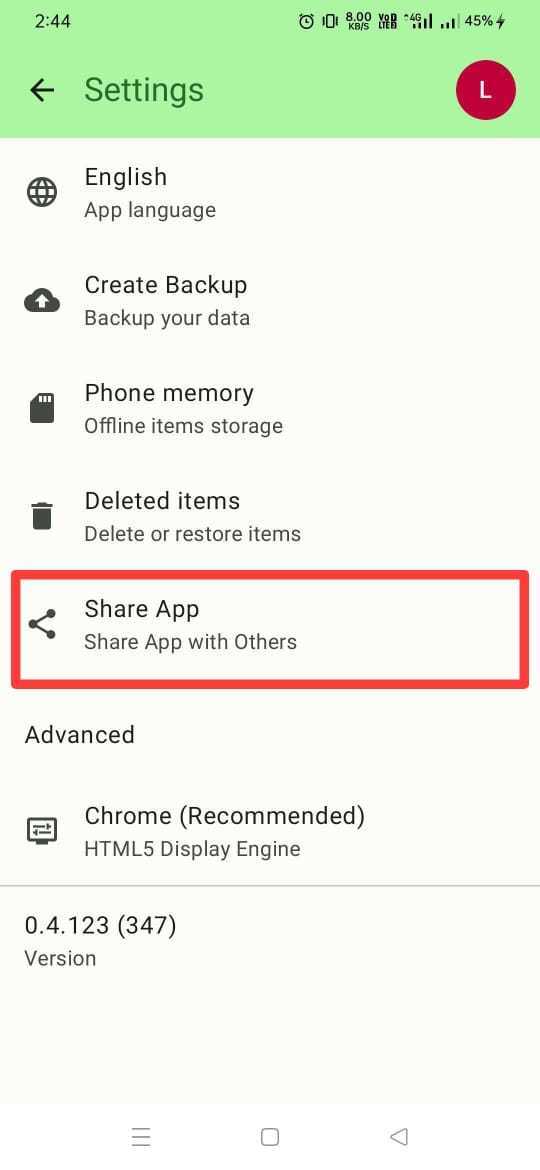 2:44
8.00 KB/S
VoD LTE
4G
45%
Settings
L
English
App language
Create Backup
Backup your data
Phone memory
Offline items storage
Deleted items
Delete or restore items
Share App
Share App with Others
Advanced
Chrome (Recommended)
HTML5 Display Engine
0.4.123 (347)
Version